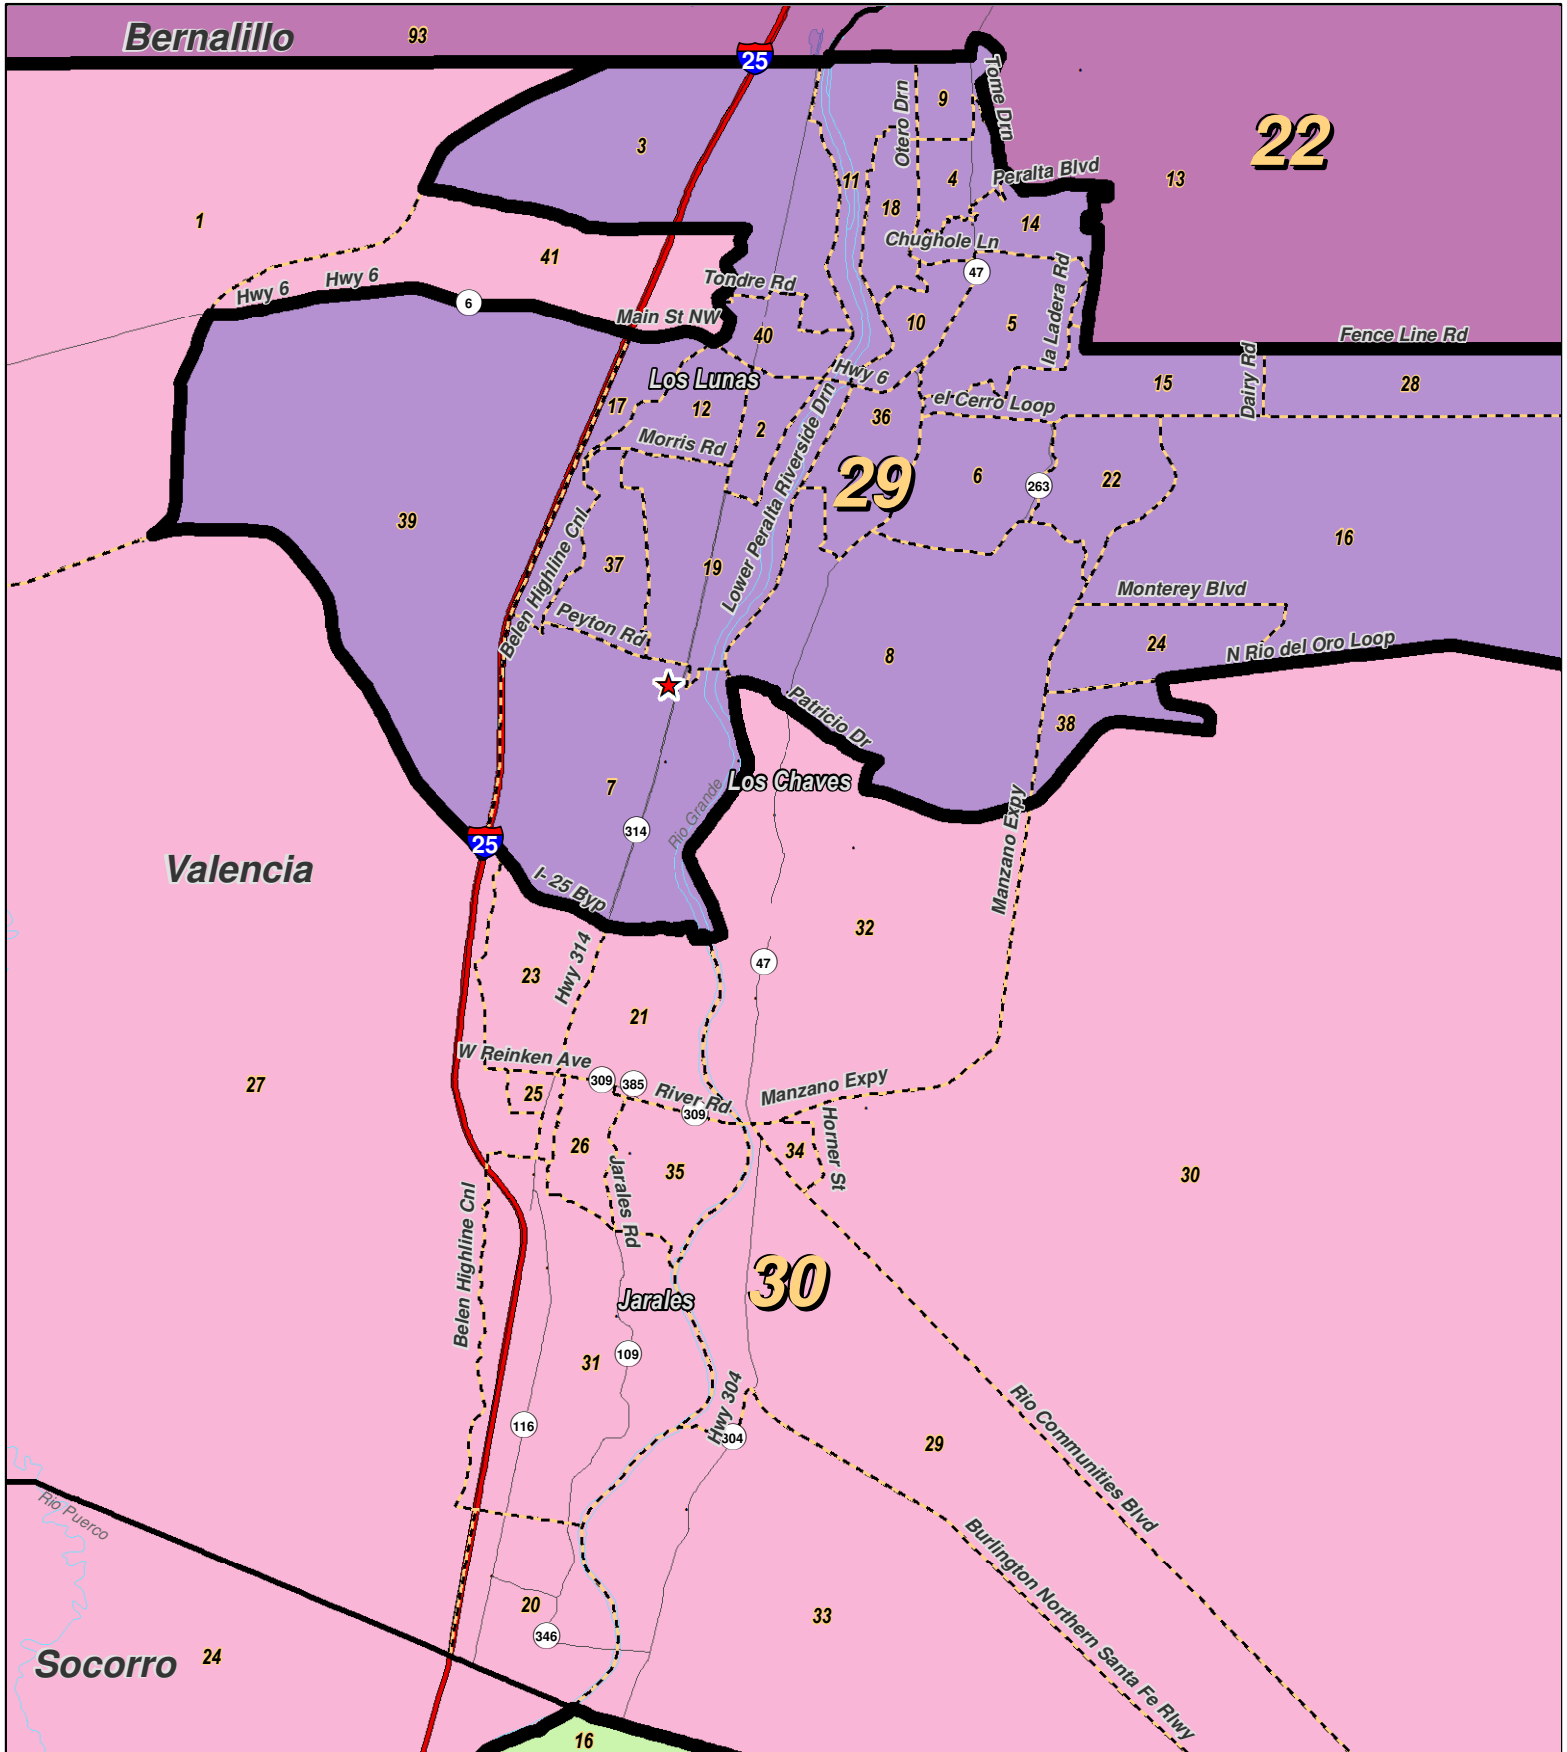 Bernalillo
93
25
Tome Drn
9
Otero Drn
22
3
11
4
Peralta Blvd
13
18
14
1
41
Chughole Ln
47
Hwy 6
Hwy 6
6
Tondre Rd
la Ladera Rd
Main St NW
40
10
5
Fence Line Rd
Los Lunas
Hwy 6
15
Dairy Rd
28
17
12
2
36
el Cerro Loop
Morris Rd
Lower Peralta Riverside Drn
29
6
263
22
39
16
Belen Highline Cnl
37
19
Monterey Blvd
Peyton Rd
8
24
N Rio del Oro Loop
Patricio Dr
38
7
Los Chaves
Rio Grande
314
Manzano Expy
25
Valencia
I- 25 Byp
32
Hwy 314
47
23
21
W Reinken Ave
27
309
385
River Rd
309
Manzano Expy
25
Horner St
26
34
35
30
Jarales Rd
Belen Highline Cnl
30
Jarales
31
109
Hwy 304
116
304
29
Rio Communities Blvd
Rio Puerco
Burlington Northern Santa Fe Rlwy
20
33
346
Socorro
24
16